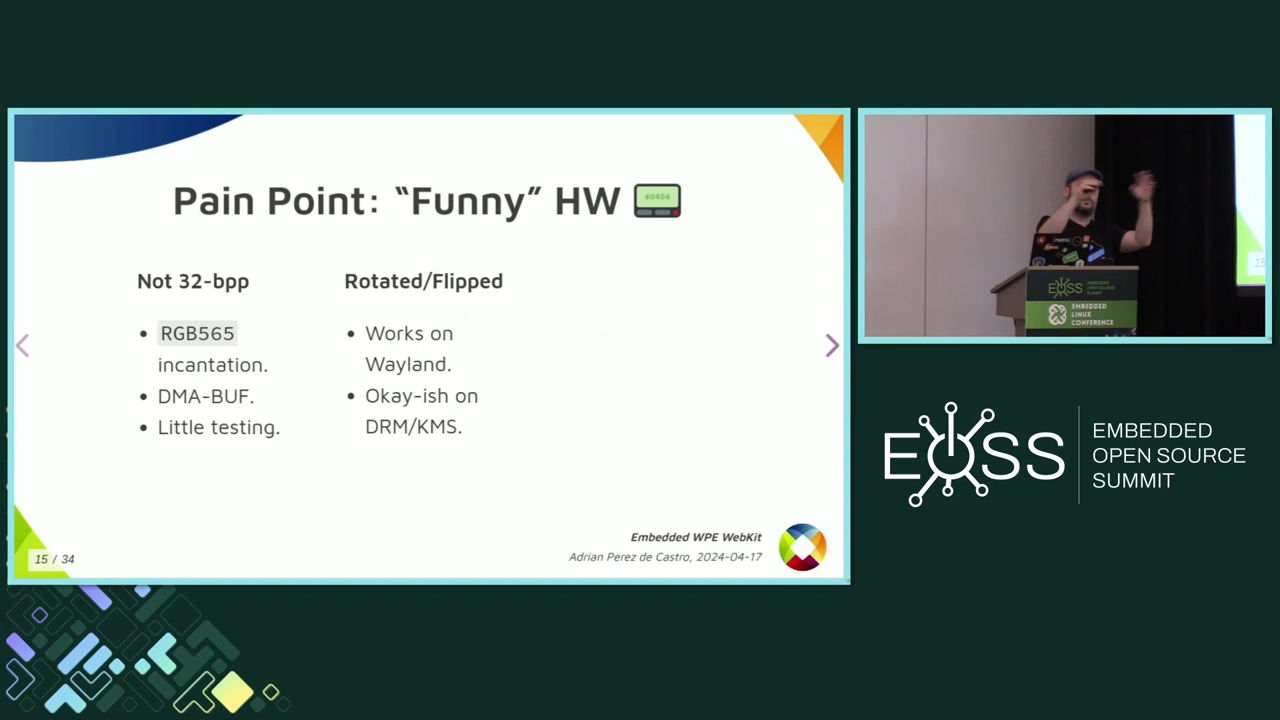 Pain Point: “Funny” HW
Not 32-bpp
RGB565
incantation.
DMA-BUF.
Little testing.
Rotated/Flipped
Works on
Wayland.
Okay-ish on
DRM/KMS.
Embedded WPE WebKit
Adrian Perez de Castro, 2024-04-17
15 / 34
EOSS
EMBEDDED
LINUX
CONFERENCE
EOSS
EMBEDDED
OPEN SOURCE
SUMMIT